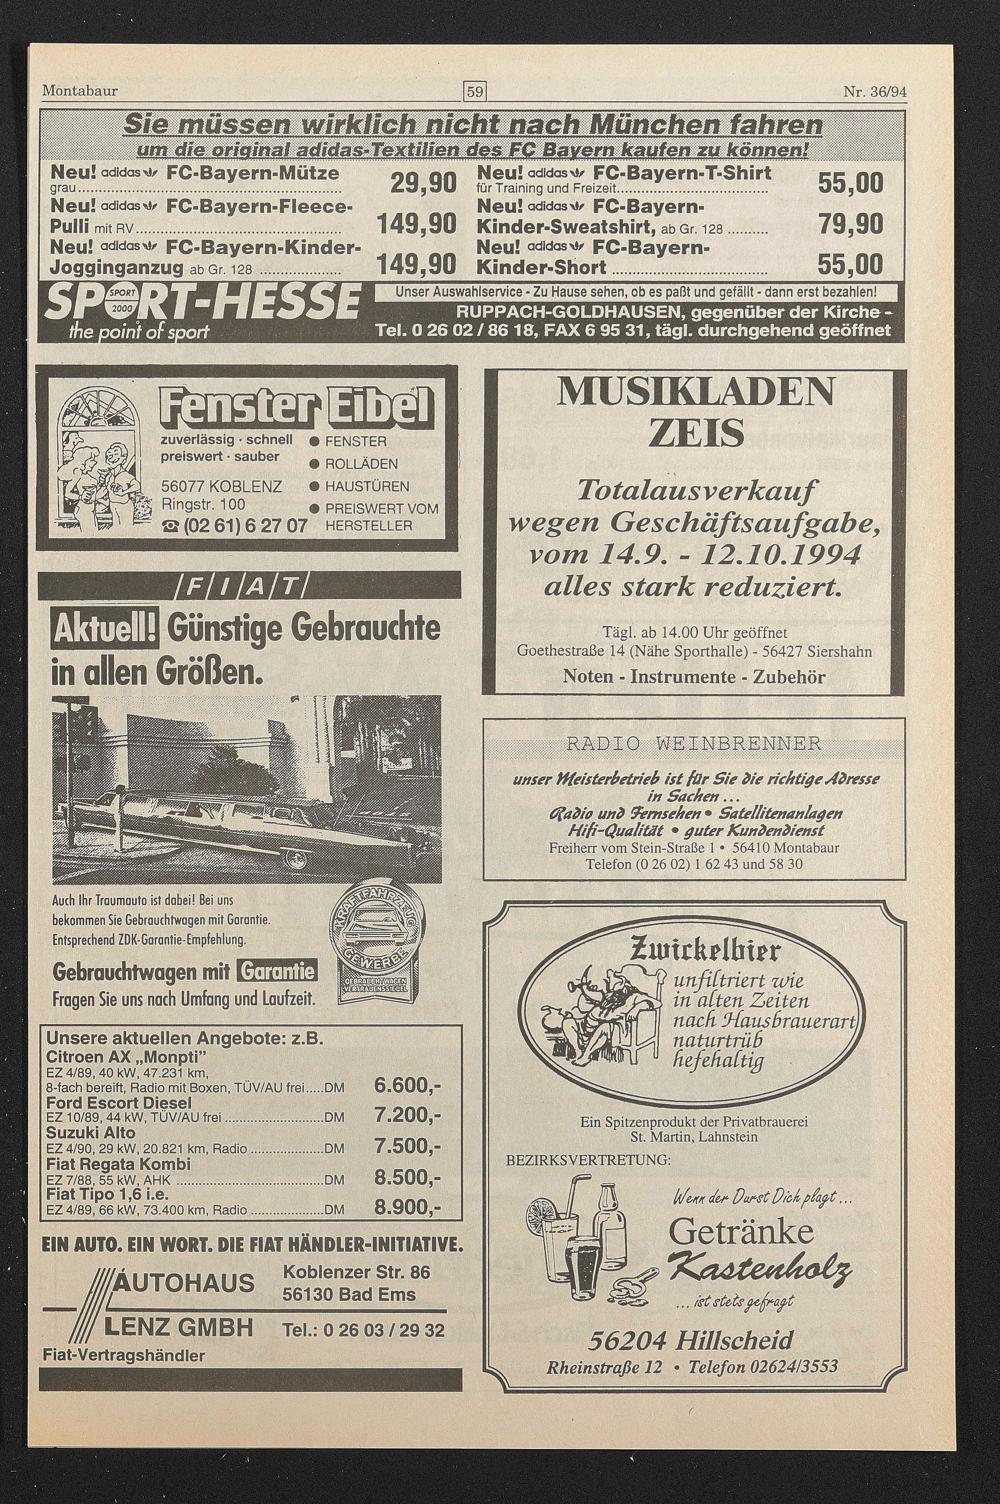 Montabaur
59
Nr. 36/94
Sie müssen wirklich nicht nach München fahren
um die original adidas-Textilien des FC Bayern kaufen zu können!
Neu! adidas FC-Bayern-Mütze
grau.......... 29,90
Neu! adidas FC-Bayern-Fleece-
Pulli mit RV.......... 149,90
Neu! adidas FC-Bayern-Kinder-
Jogginganzug ab Gr. 128 .......... 149,90
Neu! adidas FC-Bayern-T-Shirt
für Training und Freizeit.......... 55,00
Neu! adidas FC-Bayern-
Kinder-Sweatshirt, ab Gr. 128 .......... 79,90
Neu! adidas FC-Bayern-
Kinder-Short .......... 55,00
SPORT-HESSE
SPORT
2000
the point of sport
Unser Auswahlservice - Zu Hause sehen, ob es paßt und gefällt - dann erst bezahlen!
RUPPACH-GOLDHAUSEN, gegenüber der Kirche -
Tel. 0 26 02 / 86 18, FAX 6 95 31, tägl. durchgehend geöffnet
Fenster Eibel
zuverlässig · schnell
preiswert · sauber
56077 KOBLENZ
Ringstr. 100
☎ (02 61) 6 27 07
● FENSTER
● ROLLÄDEN
● HAUSTÜREN
● PREISWERT VOM
HERSTELLER
FIAT
Aktuell! Günstige Gebrauchte
in allen Größen.
Auch Ihr Traumauto ist dabei! Bei uns
bekommen Sie Gebrauchtwagen mit Garantie.
Entsprechend ZDK-Garantie-Empfehlung.
Gebrauchtwagen mit Garantie
Fragen Sie uns nach Umfang und Laufzeit.
KRAFTFAHRZEUG
GEWERBE
GEBRAUCHTWAGEN
VERTRAUENSSIEGEL
Unsere aktuellen Angebote: z.B.
Citroen AX „Monpti”
EZ 4/89, 40 kW, 47.231 km,
8-fach bereift, Radio mit Boxen, TÜV/AU frei.....DM 6.600,-
Ford Escort Diesel
EZ 10/89, 44 kW, TÜV/AU frei ..........DM 7.200,-
Suzuki Alto
EZ 4/90, 29 kW, 20.821 km, Radio ..........DM 7.500,-
Fiat Regata Kombi
EZ 7/88, 55 kW, AHK ..........DM 8.500,-
Fiat Tipo 1,6 i.e.
EZ 4/89, 66 kW, 73.400 km, Radio ..........DM 8.900,-
EIN AUTO. EIN WORT. DIE FIAT HÄNDLER-INITIATIVE.
AUTOHAUS
LENZ GMBH
Koblenzer Str. 86
56130 Bad Ems
Tel.: 0 26 03 / 29 32
Fiat-Vertragshändler
MUSIKLADEN
ZEIS
Totalausverkauf
wegen Geschäftsaufgabe,
vom 14.9. - 12.10.1994
alles stark reduziert.
Tägl. ab 14.00 Uhr geöffnet
Goethestraße 14 (Nähe Sporthalle) - 56427 Siershahn
Noten - Instrumente - Zubehör
RADIO WEINBRENNER
unser Meisterbetrieb ist für Sie die richtige Adresse
in Sachen ...
Radio und Fernsehen • Satellitenanlagen
Hifi-Qualität • guter Kundendienst
Freiherr vom Stein-Straße 1 • 56410 Montabaur
Telefon (0 26 02) 1 62 43 und 58 30
Zwickelbier
unfiltriert wie
in alten Zeiten
nach Hausbrauerart
naturtrüb
hefehaltig
Ein Spitzenprodukt der Privatbrauerei
St. Martin, Lahnstein
BEZIRKSVERTRETUNG:
Wenn der Durst Dich plagt ...
Getränke
Kastenholz
... ist stets gefragt
56204 Hillscheid
Rheinstraße 12 • Telefon 02624/3553